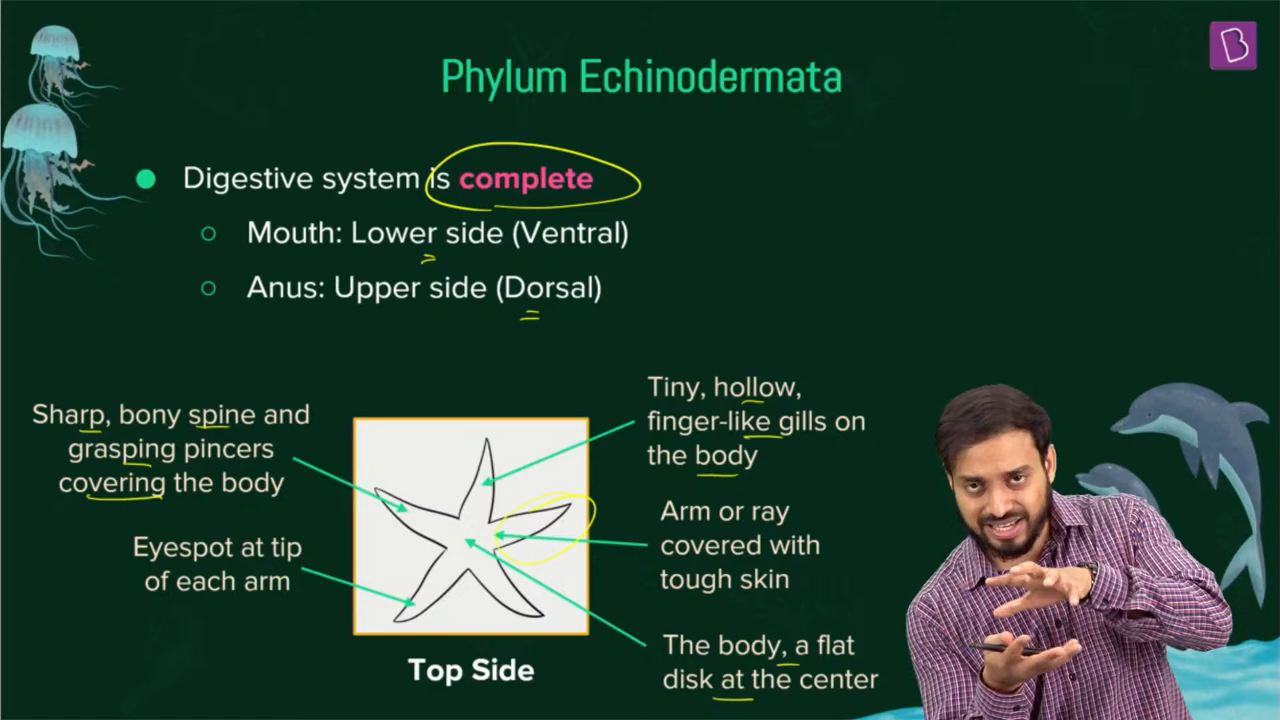 Phylum Echinodermata
Digestive system is complete
Mouth: Lower side (Ventral)
Anus: Upper side (Dorsal)
Sharp, bony spine and
grasping pincers
covering the body
Eyespot at tip
of each arm
Tiny, hollow,
finger-like gills on
the body
Arm or ray
covered with
tough skin
The body, a flat
disk at the center
Top Side
B